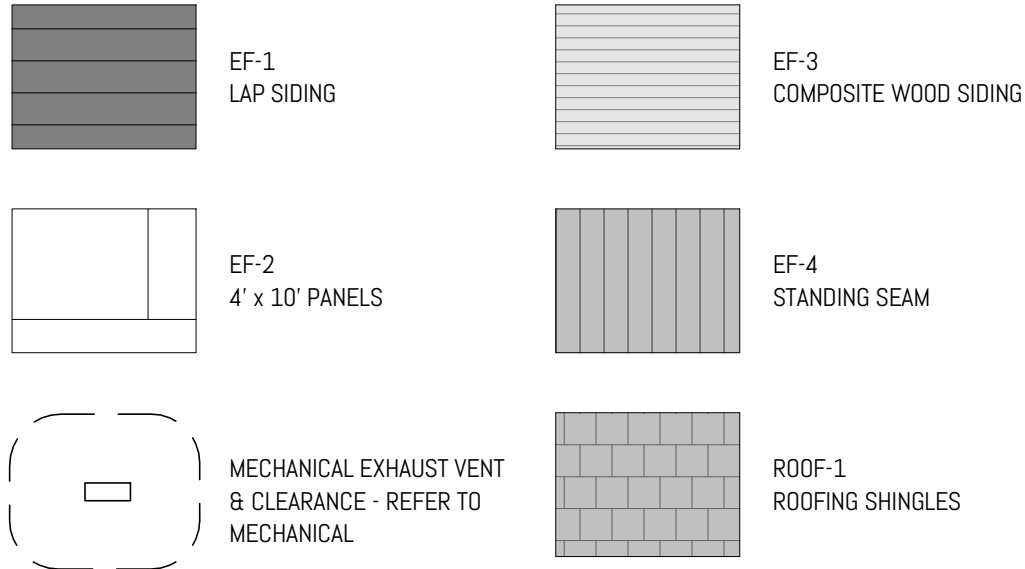 EF-1
LAP SIDING
EF-3
COMPOSITE WOOD SIDING
EF-2
4' x 10' PANELS
EF-4
STANDING SEAM
MECHANICAL EXHAUST VENT
& CLEARANCE - REFER TO
MECHANICAL
ROOF-1
ROOFING SHINGLES